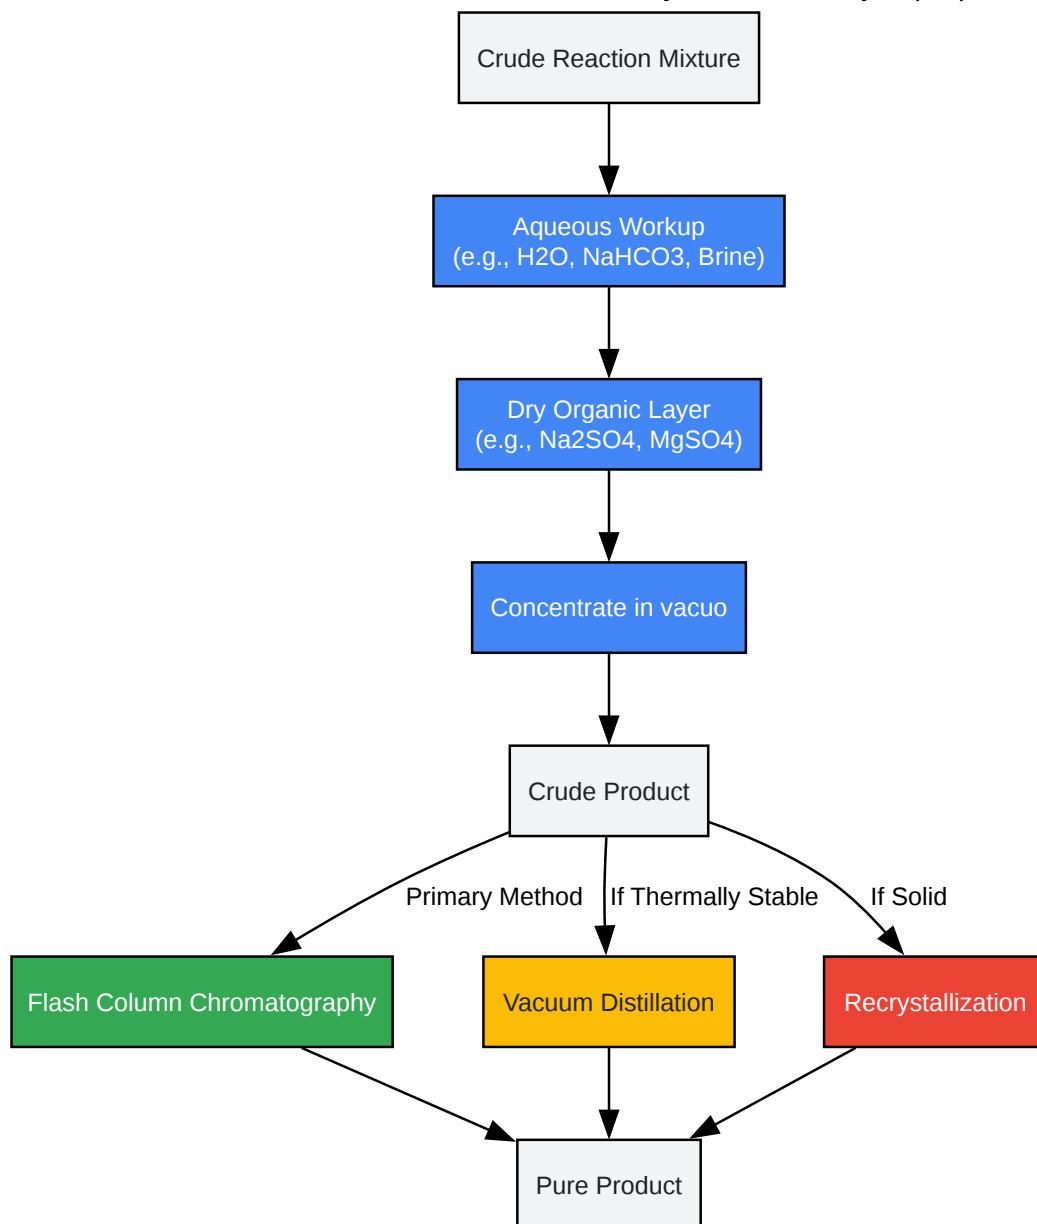 Crude Reaction Mixture
Aqueous Workup
(e.g., H2O, NaHCO3, Brine)
Dry Organic Layer
(e.g., Na2SO4, MgSO4)
Concentrate in vacuo
Crude Product
Primary Method
If Thermally Stable
If Solid
Flash Column Chromatography
Vacuum Distillation
Recrystallization
Pure Product